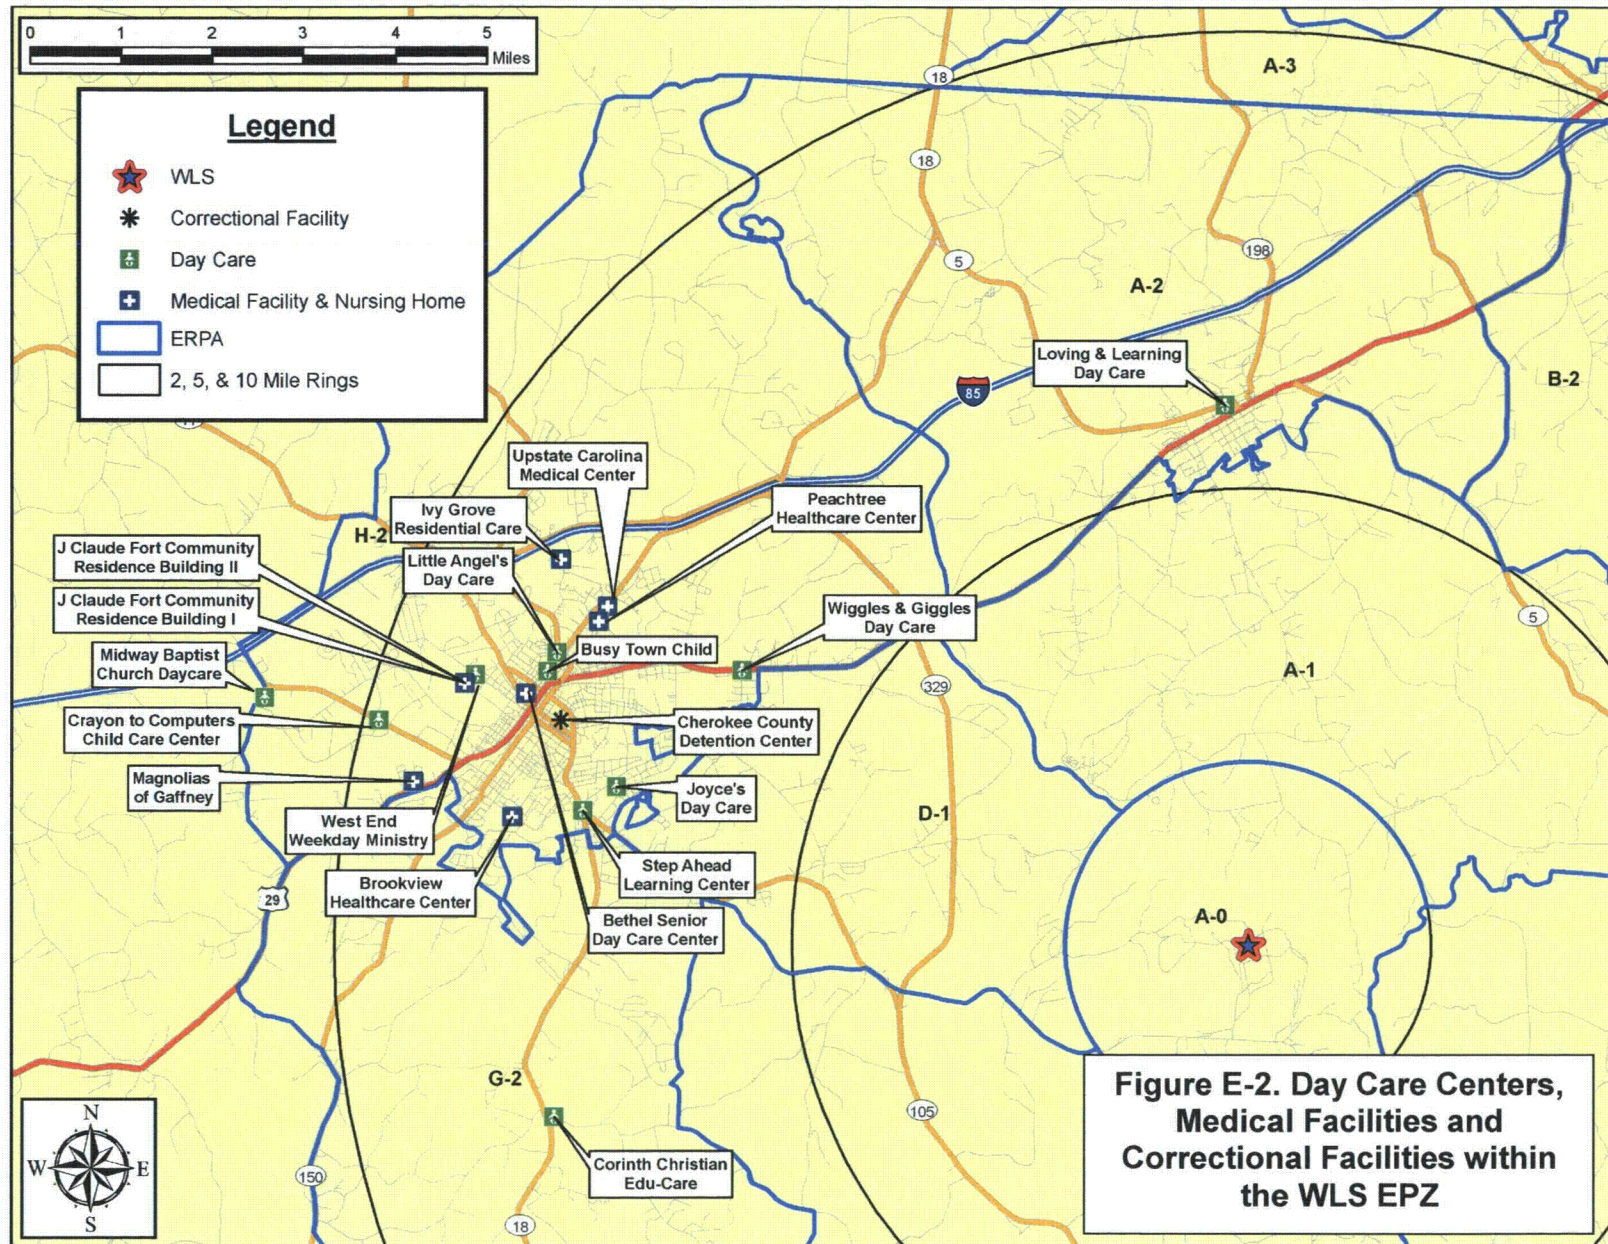 0 1 2 3 4 5
Miles
Legend
WLS
Correctional Facility
Day Care
Medical Facility & Nursing Home
ERPA
2, 5, & 10 Mile Rings
18
A-3
18
5
198
A-2
Loving & Learning
Day Care
85
B-2
Upstate Carolina
Medical Center
Peachtree
Healthcare Center
Ivy Grove
Residential Care
H-2
J Claude Fort Community
Residence Building II
Little Angel's
Day Care
J Claude Fort Community
Residence Building I
Wiggles & Giggles
Day Care
5
Midway Baptist
Church Daycare
Busy Town Child
A-1
329
Crayon to Computers
Child Care Center
Cherokee County
Detention Center
Magnolias
of Gaffney
Joyce's
Day Care
D-1
West End
Weekday Ministry
Step Ahead
Learning Center
Brookview
Healthcare Center
29
Bethel Senior
Day Care Center
A-0
G-2
105
Corinth Christian
Edu-Care
150
18
N
W E
S
Figure E-2. Day Care Centers,
Medical Facilities and
Correctional Facilities within
the WLS EPZ